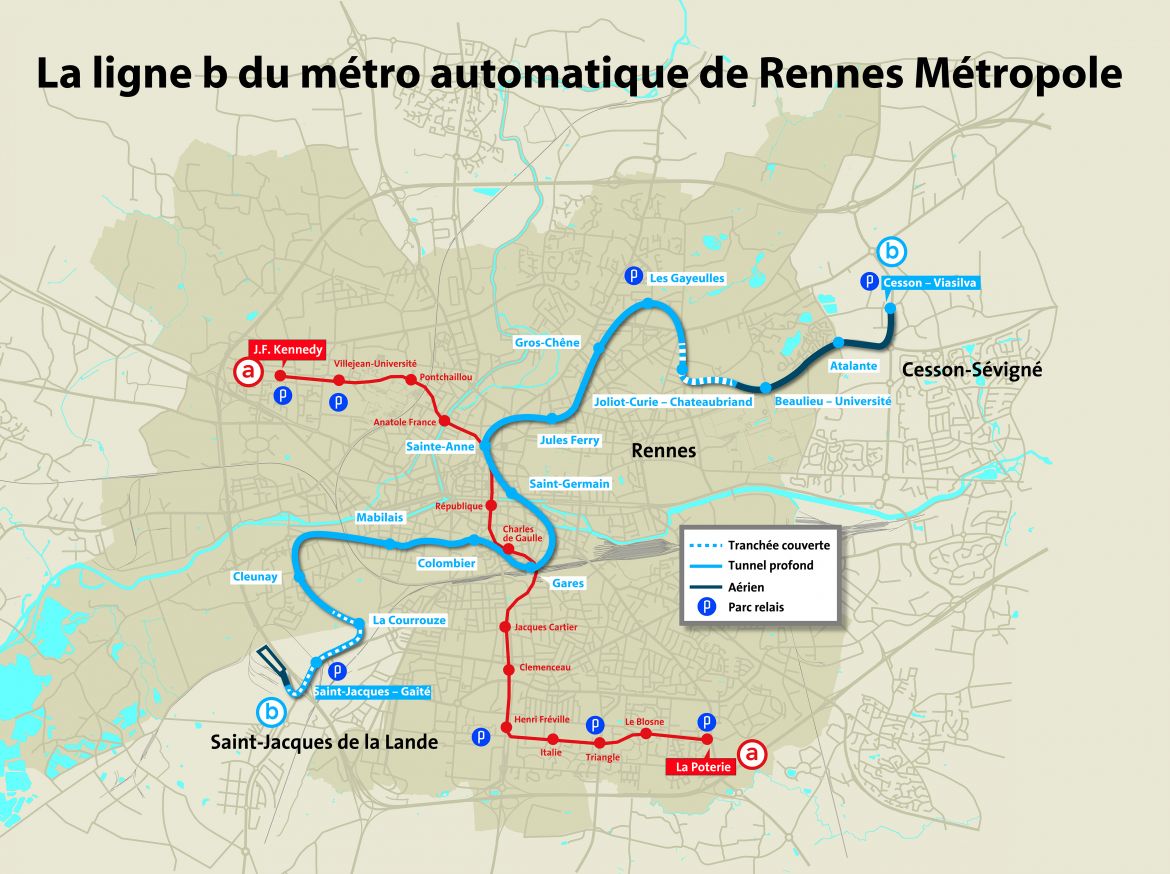 La ligne b du métro automatique de Rennes Métropole
b
P
Les Gayeulles
P
Cesson – Viasilva
Gros-Chêne
J.F. Kennedy
a
Villejean-Université
Pontchaillou
P
P
Atalante
Cesson-Sévigné
Joliot-Curie – Chateaubriand
Beaulieu – Université
Anatole France
Sainte-Anne
Jules Ferry
Rennes
Saint-Germain
République
Mabilais
Charles
de Gaulle
Colombier
Cleunay
Gares
Tranchée couverte
Tunnel profond
Aérien
P
Parc relais
La Courrouze
Jacques Cartier
Clemenceau
P
Saint-Jacques – Gaîté
b
Saint-Jacques de la Lande
Henri Fréville
P
Italie
P
Triangle
Le Blosne
P
La Poterie
a